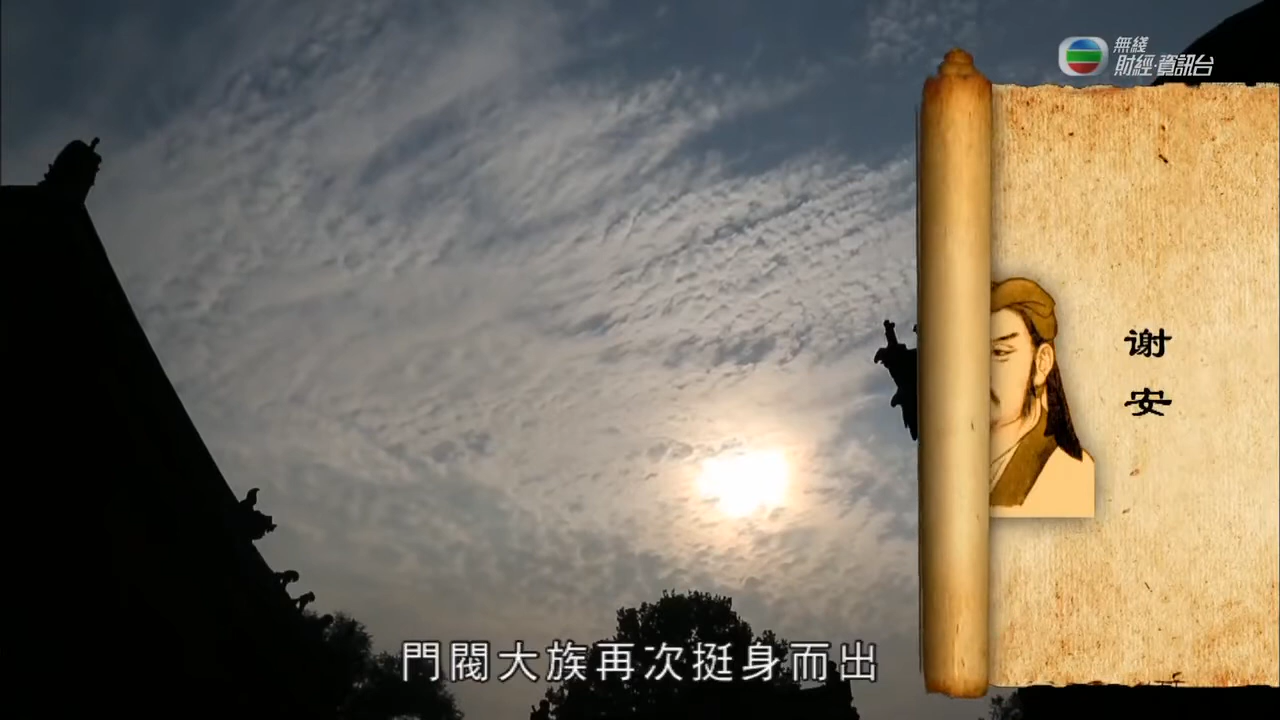 無綫
財經·資訊台
谢
安
門閥大族再次挺身而出